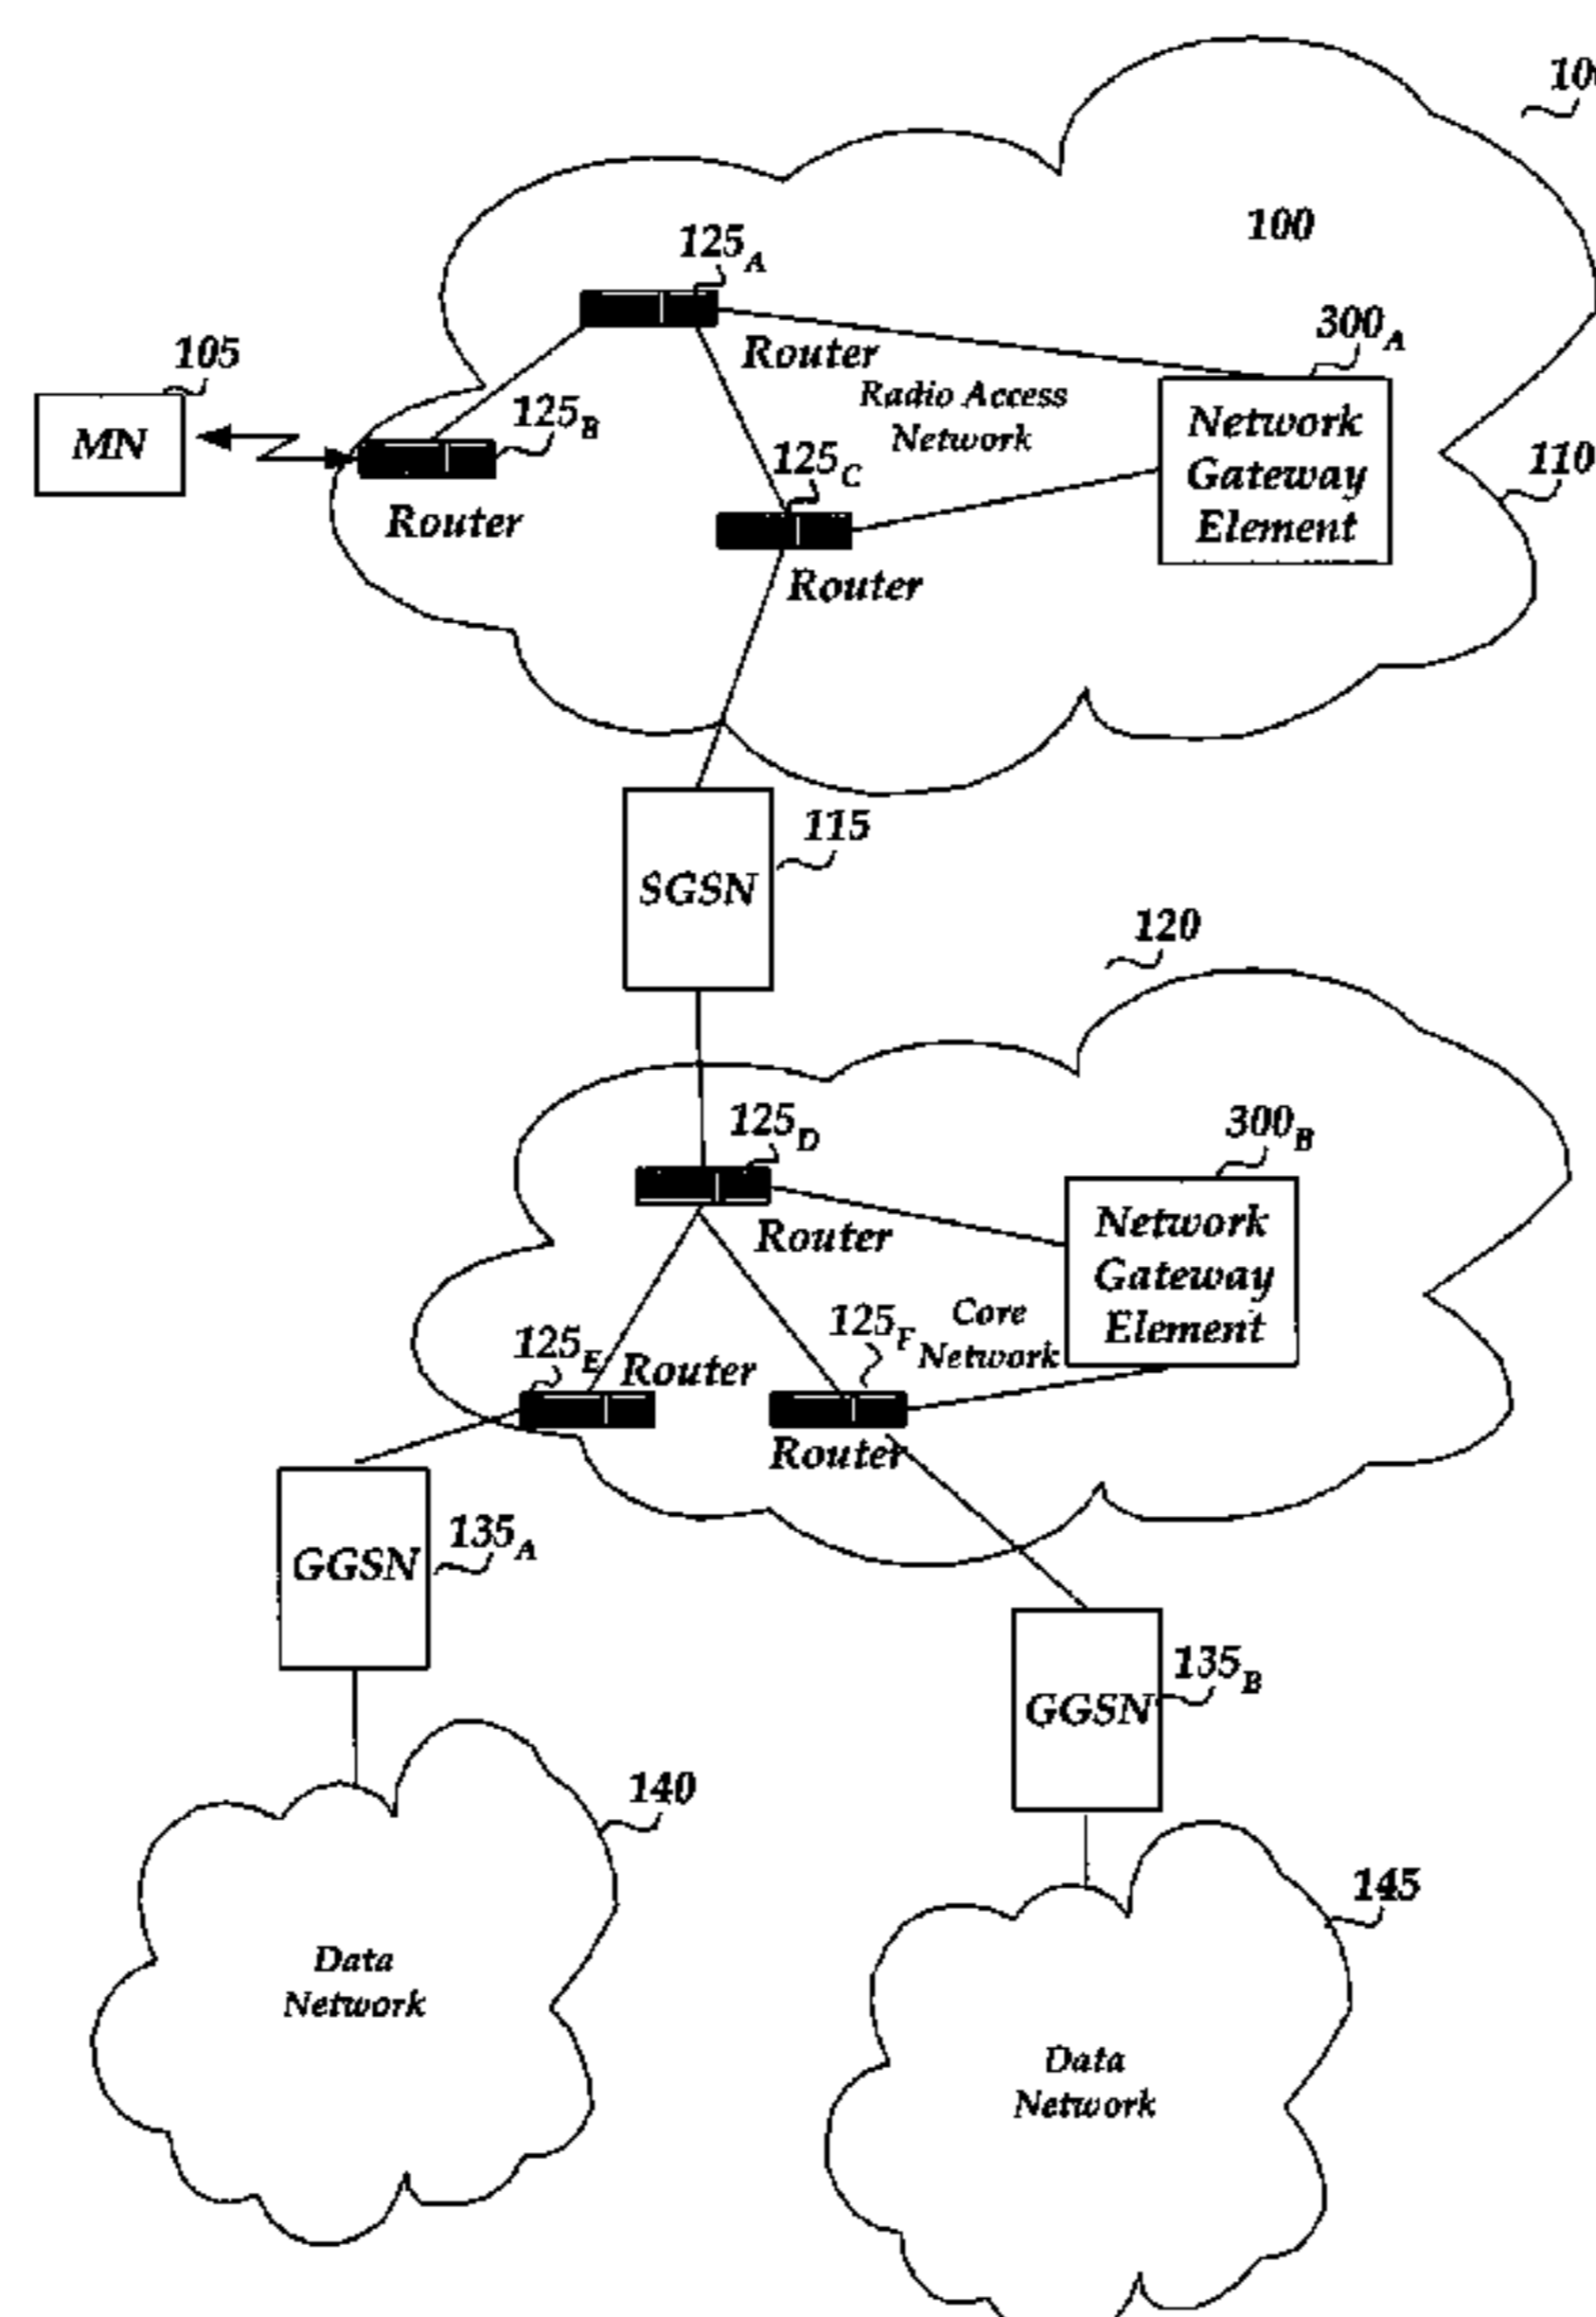 100
125A
300A
Router
105
MN
Radio Access
Network
125B
Network
Gateway
Element
110
125C
Router
Router
115
SGSN
120
125D
300B
Router
Network
Gateway
Element
Core
Network
125E
Router
125F
Router
GGSN
135A
GGSN
135B
140
145
Data
Network
Data
Network